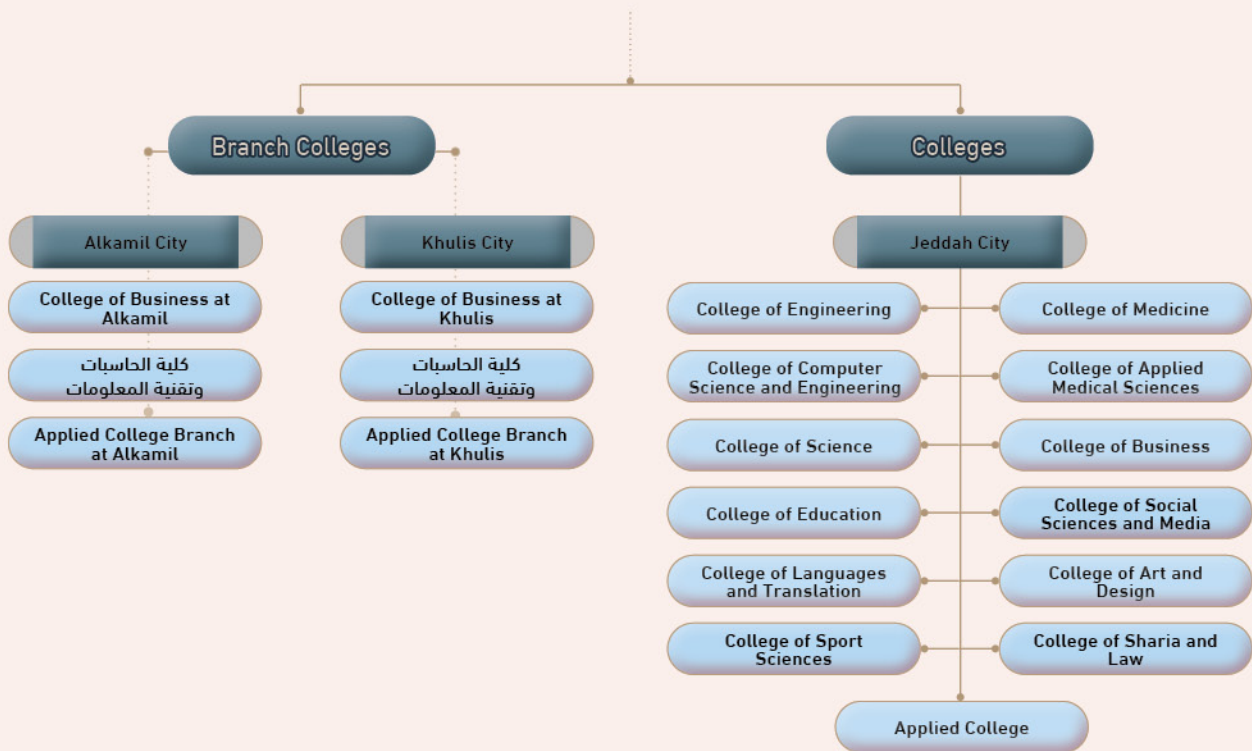 Branch Colleges
Colleges
Alkamil City
Khulis City
Jeddah City
College of Business at
Alkamil
كلية الحاسبات
وتقنية المعلومات
Applied College Branch
at Alkamil
College of Business at
Khulis
كلية الحاسبات
وتقنية المعلومات
Applied College Branch
at Khulis
College of Engineering
College of Medicine
College of Computer
Science and Engineering
College of Applied
Medical Sciences
College of Science
College of Business
College of Education
College of Social
Sciences and Media
College of Languages
and Translation
College of Art and
Design
College of Sport
Sciences
College of Sharia and
Law
Applied College